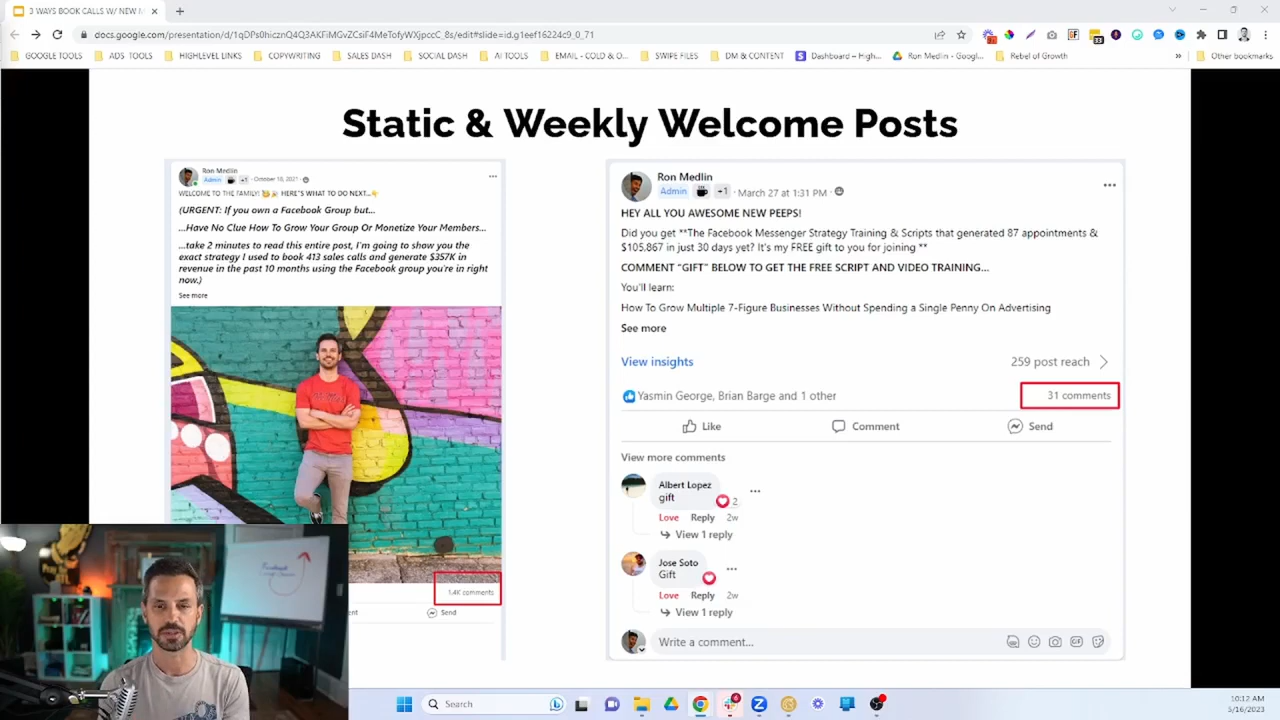 3 WAYS BOOK CALLS W/ NEW M
docs.google.com/presentation/d/1qDPs0hicznQ4Q3AKFiMGvZCsiF4MeTofyWXjpccC_8s/edit#slide=id.g1eef16224c9_0_71
GOOGLE TOOLS
ADS TOOLS
HIGHLEVEL LINKS
COPYWRITING
SALES DASH
SOCIAL DASH
AI TOOLS
EMAIL - COLD & O...
SWIPE FILES
DM & CONTENT
Dashboard – High...
Ron Medlin - Googl...
Rebel of Growth
Other bookmarks
Static & Weekly Welcome Posts
Ron Medlin
Admin +1 · October 10, 2021 ·
WELCOME TO THE FAMILY! HERE'S WHAT TO DO NEXT...
(URGENT: If you own a Facebook Group but...
...Have No Clue How To Grow Your Group Or Monetize Your Members...
...take 2 minutes to read this entire post, I'm going to show you the
exact strategy I used to book 413 sales calls and generate $357K in
revenue in the past 10 months using the Facebook group you're in right
now.)
See more
1.4K comments
ent
Send
Ron Medlin
Admin +1 · March 27 at 1:31 PM ·
HEY ALL YOU AWESOME NEW PEEPS!
Did you get **The Facebook Messenger Strategy Training & Scripts that generated 87 appointments &
$105,867 in just 30 days yet? It's my FREE gift to you for joining **
COMMENT "GIFT" BELOW TO GET THE FREE SCRIPT AND VIDEO TRAINING...
You'll learn:
How To Grow Multiple 7-Figure Businesses Without Spending a Single Penny On Advertising
See more
View insights
259 post reach
Yasmin George, Brian Barge and 1 other
31 comments
Like
Comment
Send
View more comments
Albert Lopez
gift
2
Love Reply 2w
View 1 reply
Jose Soto
Gift
Love Reply 2w
View 1 reply
Write a comment...
Search
10:12 AM
5/16/2023